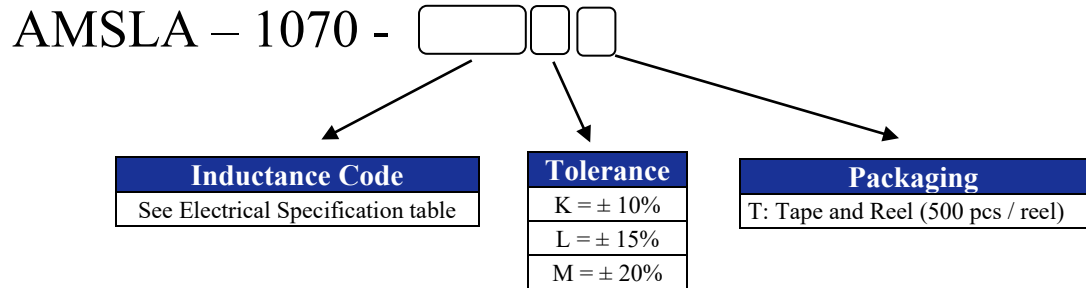 AMSLA – 1070 -
Inductance Code
See Electrical Specification table
Tolerance
K = ± 10%
L = ± 15%
M = ± 20%
Packaging
T: Tape and Reel (500 pcs / reel)